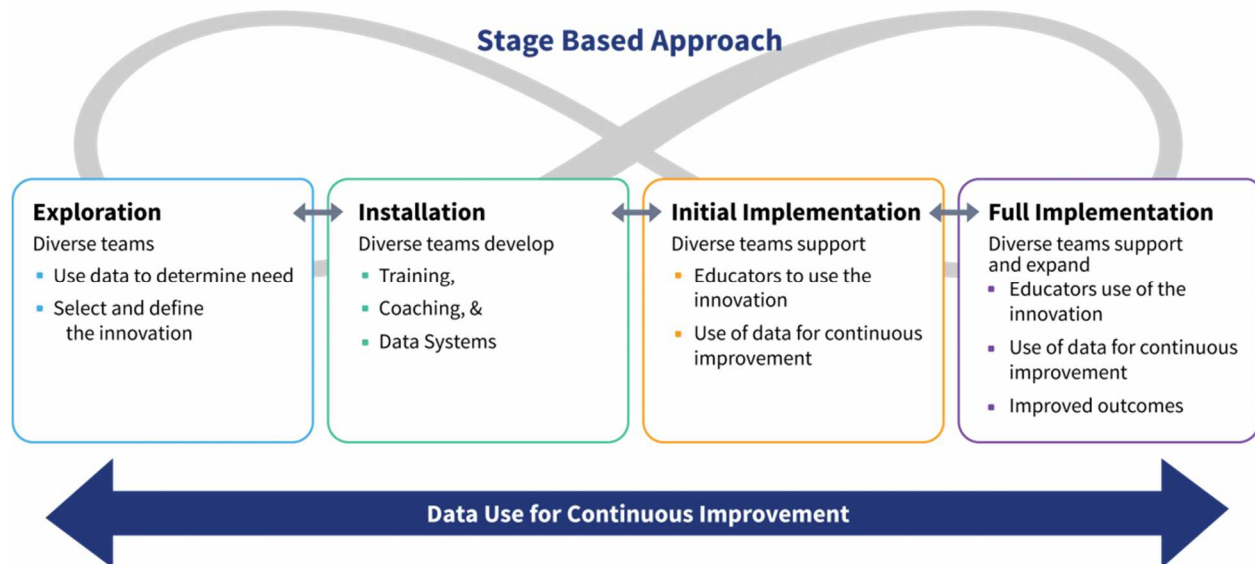 Stage Based Approach
Exploration
Diverse teams
Use data to determine need
Select and define
the innovation
Installation
Diverse teams develop
Training,
Coaching, &
Data Systems
Initial Implementation
Diverse teams support
Educators to use the
innovation
Use of data for continuous
improvement
Full Implementation
Diverse teams support
and expand
Educators use of the
innovation
Use of data for continuous
improvement
Improved outcomes
Data Use for Continuous Improvement